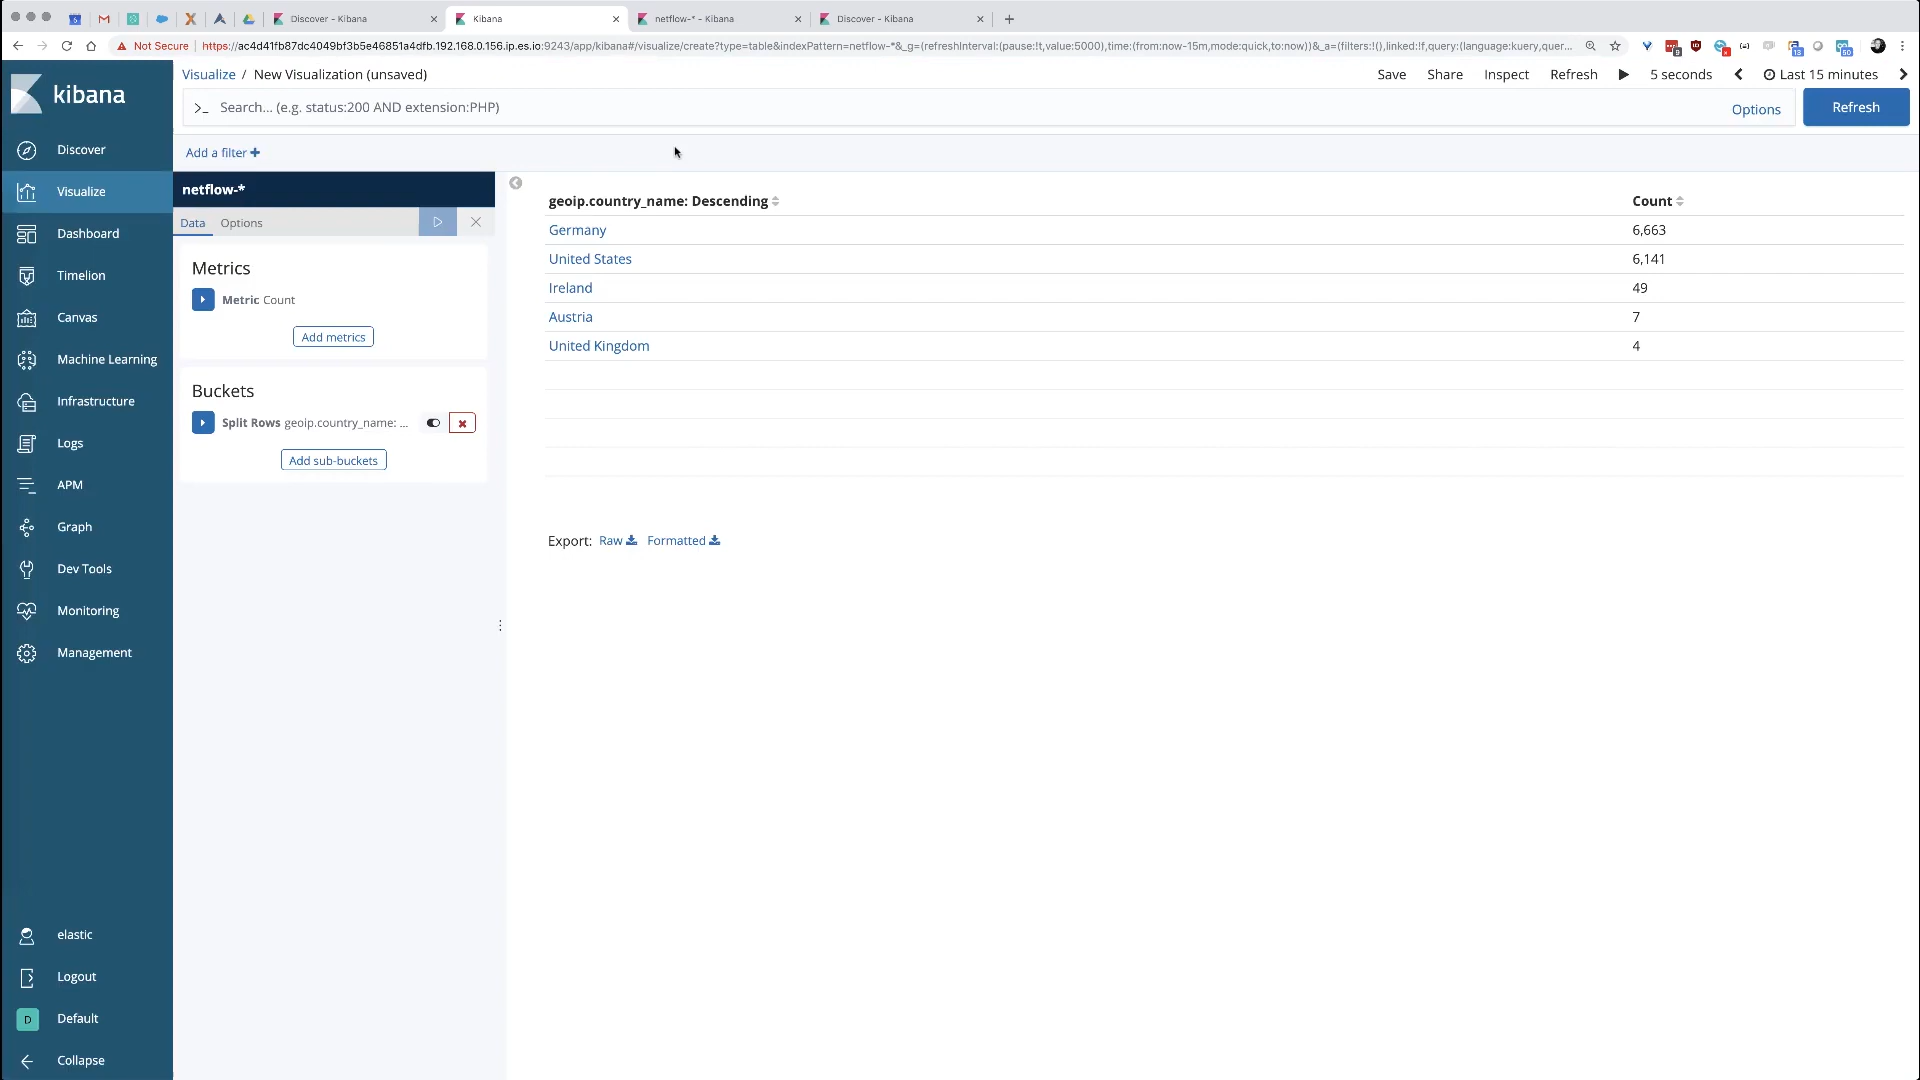 Discover - Kibana
Kibana
netflow-* - Kibana
Discover - Kibana
Not Secure
https://ac4d41fb87dc4049bf3b5e46851a4dfb.192.168.0.156.ip.es.io:9243/app/kibana#/visualize/create?type=table&indexPattern=netflow-*&_g=(refreshInterval:(pause:!t,value:5000),time:(from:now-15m,mode:quick,to:now))&_a=(filters:!(),linked:!f,query:(language:kuery,quer...
kibana
Visualize / New Visualization (unsaved)
Save Share Inspect Refresh 5 seconds Last 15 minutes
>_ Search... (e.g. status:200 AND extension:PHP)
Options
Refresh
Add a filter +
Discover
Visualize
Dashboard
Timelion
Canvas
Machine Learning
Infrastructure
Logs
APM
Graph
Dev Tools
Monitoring
Management
elastic
Logout
D Default
Collapse
netflow-*
Data Options
Metrics
Metric Count
Add metrics
Buckets
Split Rows geoip.country_name: ...
Add sub-buckets
geoip.country_name: Descending Count
Germany 6,663
United States 6,141
Ireland 49
Austria 7
United Kingdom 4
Export: Raw Formatted